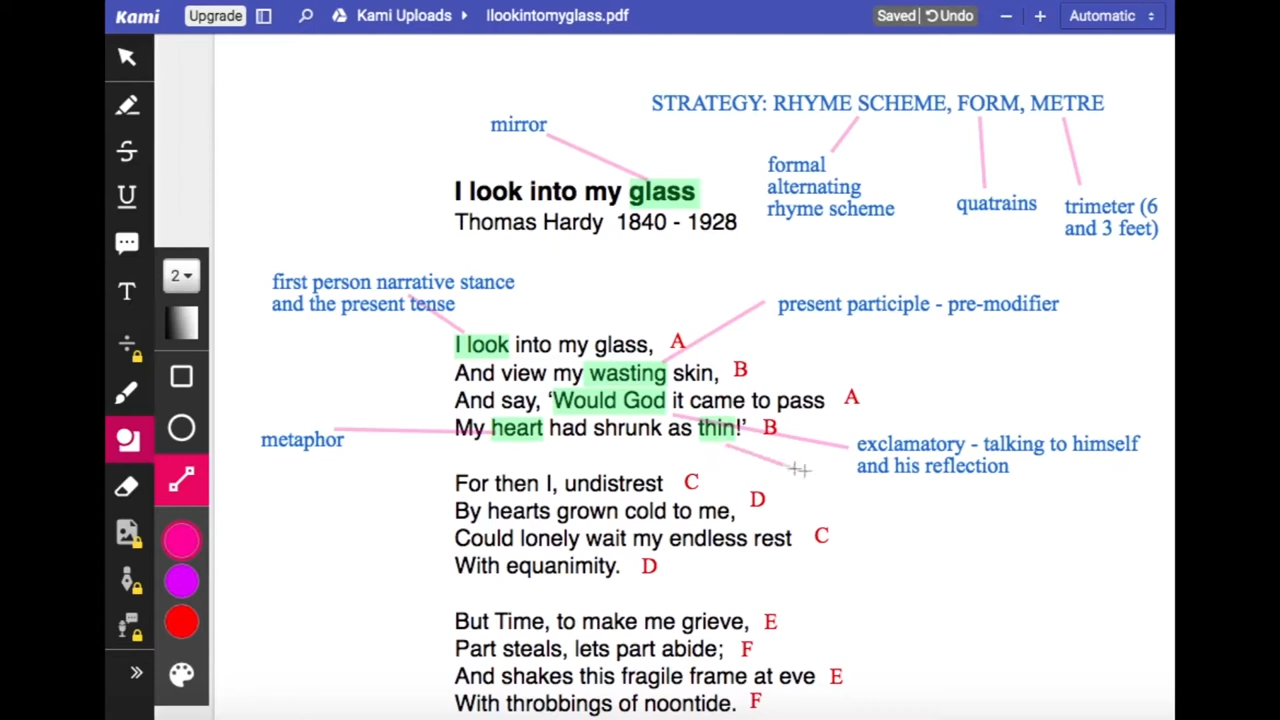 Kami Upgrade Kami Uploads Ilookintomyglass.pdf Saved Undo Automatic
STRATEGY: RHYME SCHEME, FORM, METRE
mirror
formal
alternating
rhyme scheme
quatrains
trimeter (6
and 3 feet)
I look into my glass
Thomas Hardy 1840 - 1928
2
first person narrative stance
and the present tense
present participle - pre-modifier
I look into my glass, A
And view my wasting skin, B
And say, ‘Would God it came to pass A
My heart had shrunk as thin!’ B
metaphor
exclamatory - talking to himself
and his reflection
For then I, undistrest C
By hearts grown cold to me, D
Could lonely wait my endless rest C
With equanimity. D
But Time, to make me grieve, E
Part steals, lets part abide; F
And shakes this fragile frame at eve E
With throbbings of noontide. F